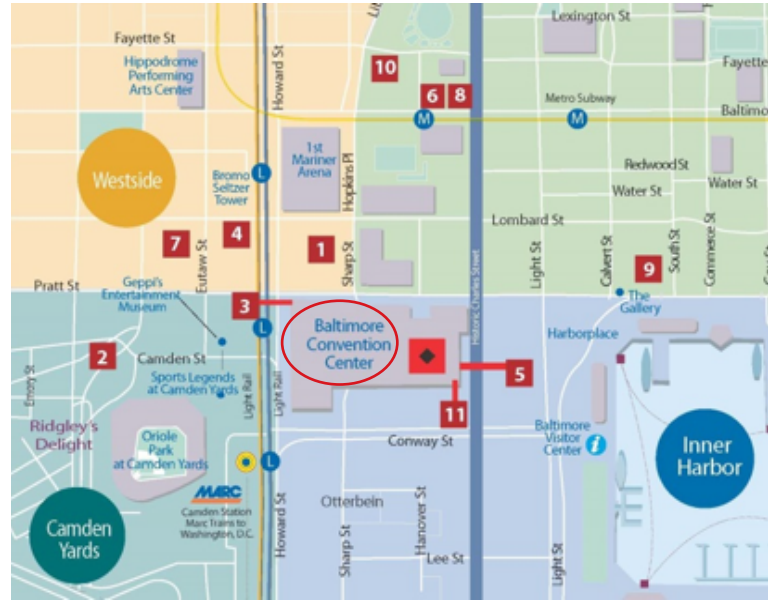 Lexington St
Fayette St
Hippodrome
Performing
Arts Center
Howard St
10
6
8
Fayette
Metro Subway
M
M
Baltimo
Westside
Bromo
Seltzer
Tower
L
1st
Mariner
Arena
Hopkins Pl
Redwood St
Water St
Water St
Lombard St
7
4
1
Eutaw St
Sharp St
Light St
Calvert St
South St
Commerce St
9
Pratt St
Geppi's
Entertainment
Museum
3
L
Historic Charles Street
The
Gallery
Harborplace
Baltimore
Convention
Center
2
Camden St
5
Emory St
Sports Legends
at Camden Yards
Light Rail
Light Rail
11
Ridgley's
Delight
Oriole
Park
at Camden Yards
Conway St
Baltimore
Visitor
Center
i
Inner
Harbor
L
MARC
Camden Station
Marc Trains to
Washington, D.C.
Camden
Yards
Howard St
Otterbein
Sharp St
Hanover St
Lee St
Light St